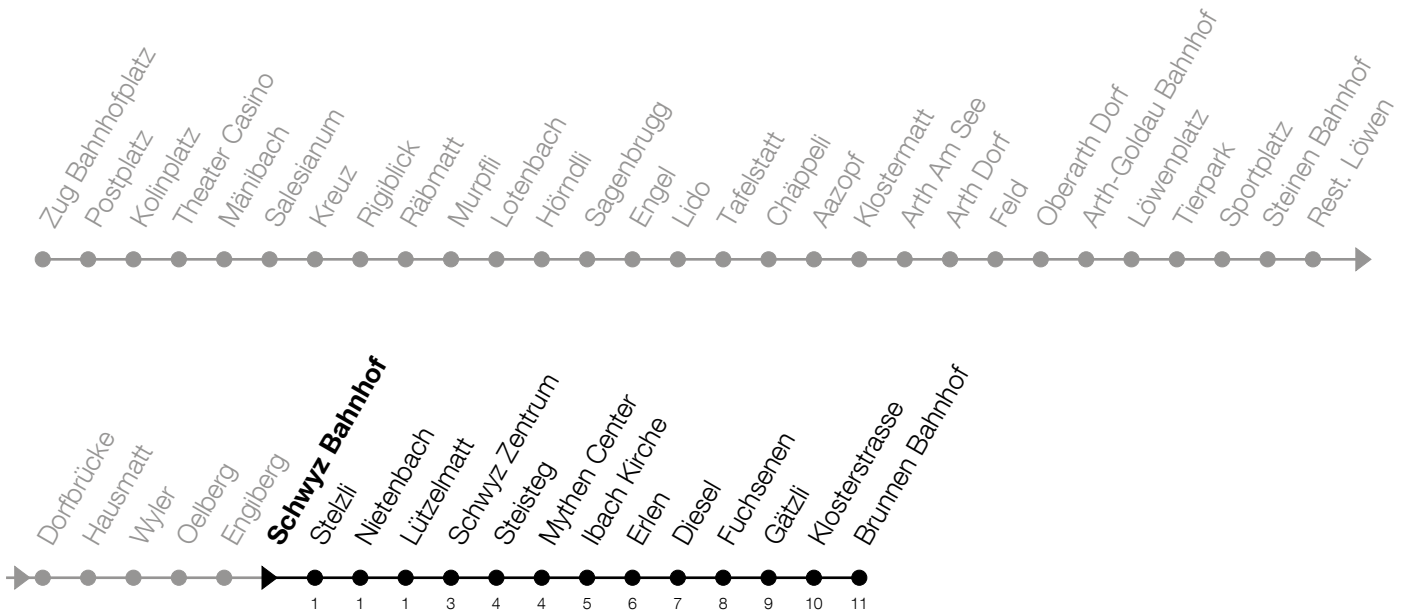 Zug Bahnhofplatz
Postplatz
Kolinplatz
Theater Casino
Mänibach
Salesianum
Kreuz
Rigiblick
Räbmatt
Murpfli
Lotenbach
Hörndli
Sagenbrugg
Engel
Lido
Tafelstatt
Chäppeli
Aazopf
Klostermatt
Arth Am See
Arth Dorf
Feld
Oberarth Dorf
Arth-Goldau Bahnhof
Löwenplatz
Tierpark
Sportplatz
Steinen Bahnhof
Rest. Löwen
Dorfbrücke
Hausmatt
Wyler
Oelberg
Engiberg
Schwyz Bahnhof
Stelzli
Nietenbach
Lützelmatt
Schwyz Zentrum
Steisteg
Mythen Center
Ibach Kirche
Erlen
Diesel
Fuchsenen
Gätzli
Klosterstrasse
Brunnen Bahnhof
1 1 1 3 4 4 5 6 7 8 9 10 11